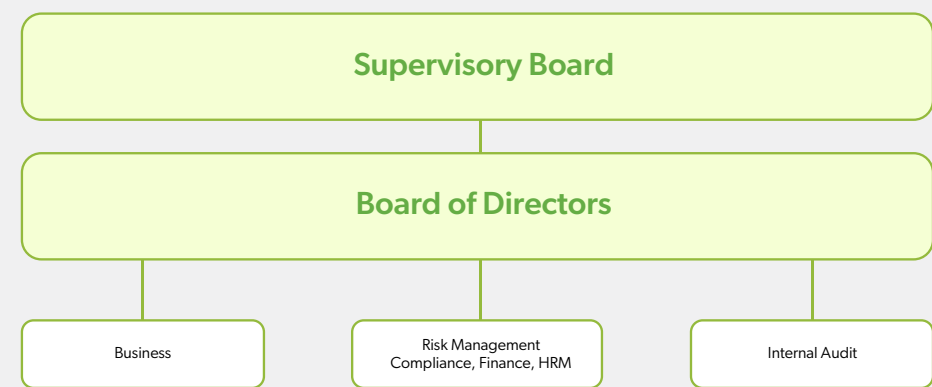 Supervisory Board
Board of Directors
Business
Risk Management
Compliance, Finance, HRM
Internal Audit